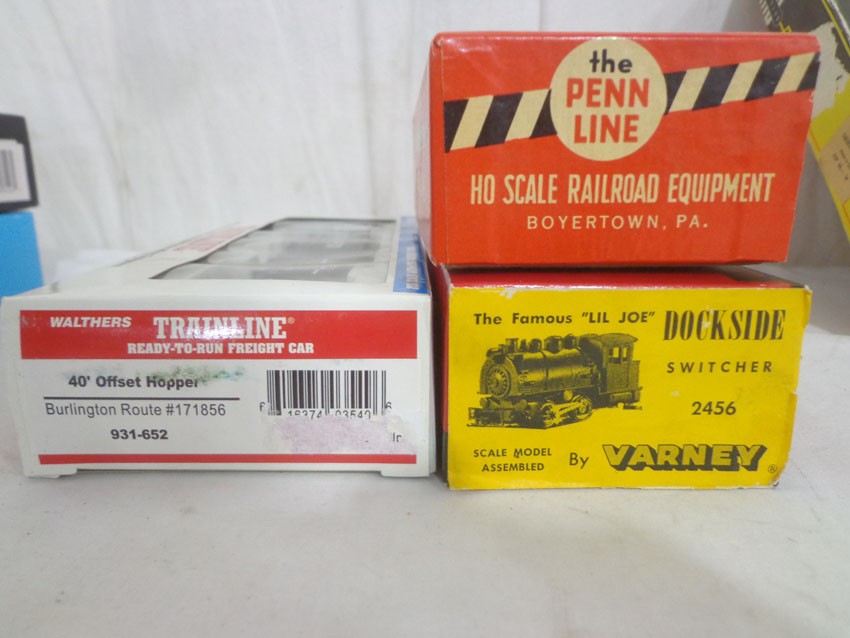 the
PENN
LINE
HO SCALE RAILROAD EQUIPMENT
BOYERTOWN, PA.
WALTHERS TRAINLINE®
READY-TO-RUN FREIGHT CAR
40' Offset Hopper
Burlington Route #171856
931-652
The Famous "LIL JOE" DOCKSIDE
SWITCHER
2456
SCALE MODEL
ASSEMBLED By VARNEY®